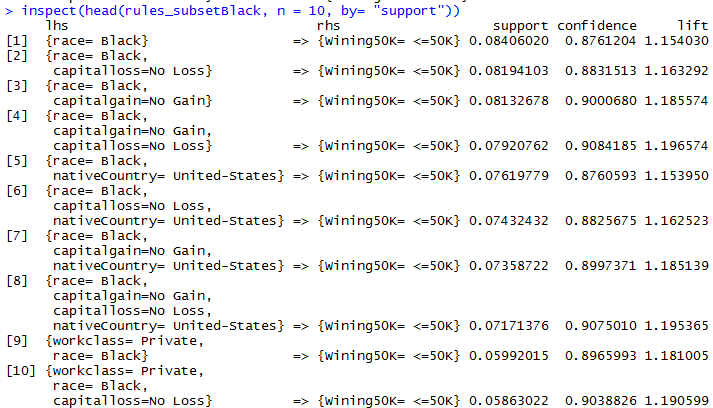 > inspect(head(rules_subsetBlack, n = 10, by= "support"))
lhs rhs support confidence lift
[1] {race= Black} => {Wining50K= <=50K} 0.08406020 0.8761204 1.154030
[2] {race= Black,
capitalloss=No Loss} => {Wining50K= <=50K} 0.08194103 0.8831513 1.163292
[3] {race= Black,
capitalgain=No Gain} => {Wining50K= <=50K} 0.08132678 0.9000680 1.185574
[4] {race= Black,
capitalgain=No Gain,
capitalloss=No Loss} => {Wining50K= <=50K} 0.07920762 0.9084185 1.196574
[5] {race= Black,
nativeCountry= United-States} => {Wining50K= <=50K} 0.07619779 0.8760593 1.153950
[6] {race= Black,
capitalloss=No Loss,
nativeCountry= United-States} => {Wining50K= <=50K} 0.07432432 0.8825675 1.162523
[7] {race= Black,
capitalgain=No Gain,
nativeCountry= United-States} => {Wining50K= <=50K} 0.07358722 0.8997371 1.185139
[8] {race= Black,
capitalgain=No Gain,
capitalloss=No Loss,
nativeCountry= United-States} => {Wining50K= <=50K} 0.07171376 0.9075010 1.195365
[9] {workclass= Private,
race= Black} => {Wining50K= <=50K} 0.05992015 0.8965993 1.181005
[10] {workclass= Private,
race= Black,
capitalloss=No Loss} => {Wining50K= <=50K} 0.05863022 0.9038826 1.190599